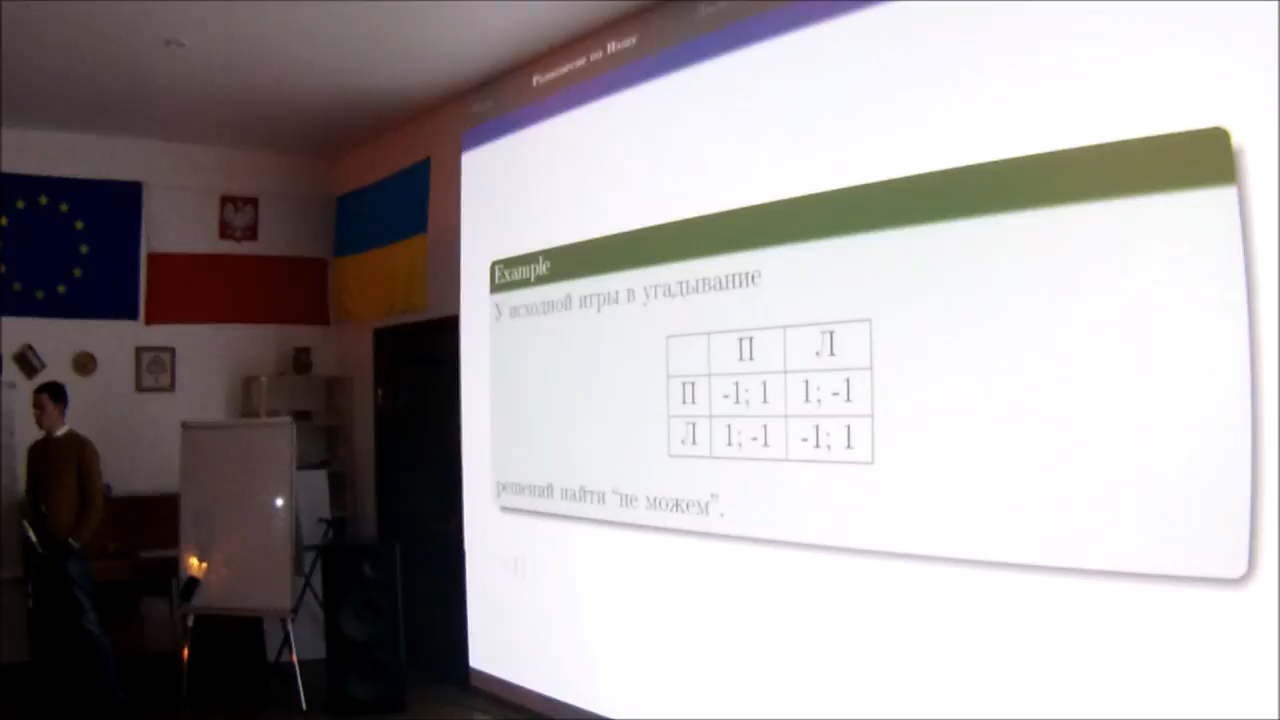 Равновесие по Нэшу
Example
У исходной игры в угадывание
П Л
П -1; 1 1; -1
Л 1; -1 -1; 1
решений найти “не можем”.